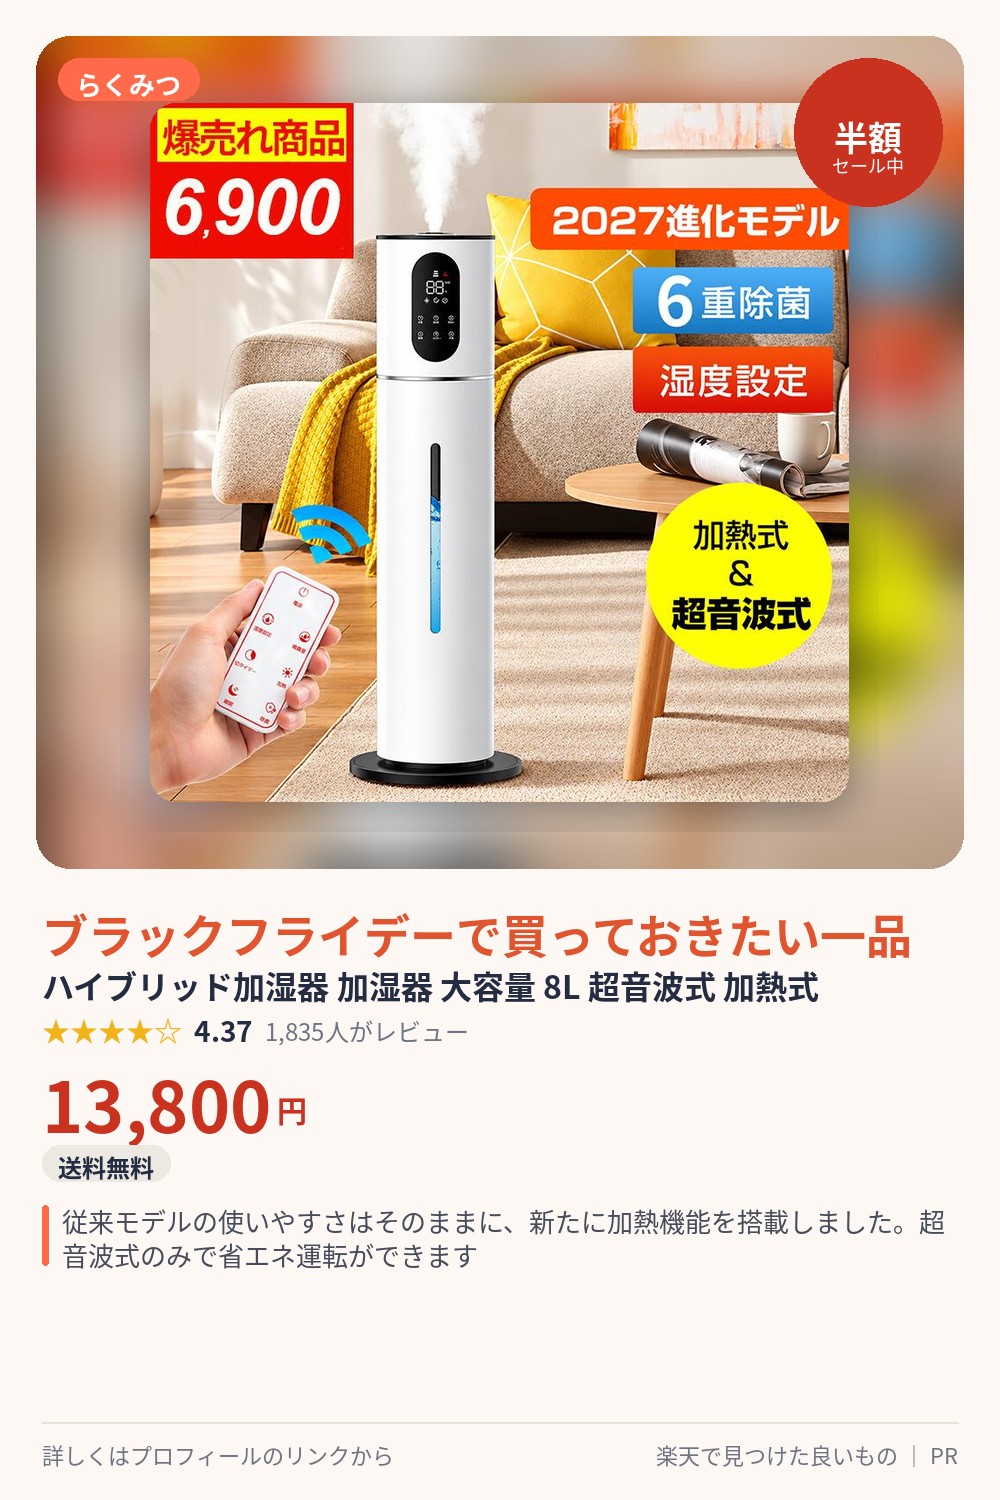 らくみつ
半額
セール中
爆売れ商品
6,900
2027進化モデル
6重除菌
湿度設定
加熱式
&
超音波式
ブラックフライデーで買っておきたい一品
ハイブリッド加湿器 加湿器 大容量 8L 超音波式 加熱式
★★★★☆ 4.37 1,835人がレビュー
13,800円
送料無料
従来モデルの使いやすさはそのままに、新たに加熱機能を搭載しました。超
音波式のみで省エネ運転ができます
詳しくはプロフィールのリンクから
楽天で見つけた良いもの | PR